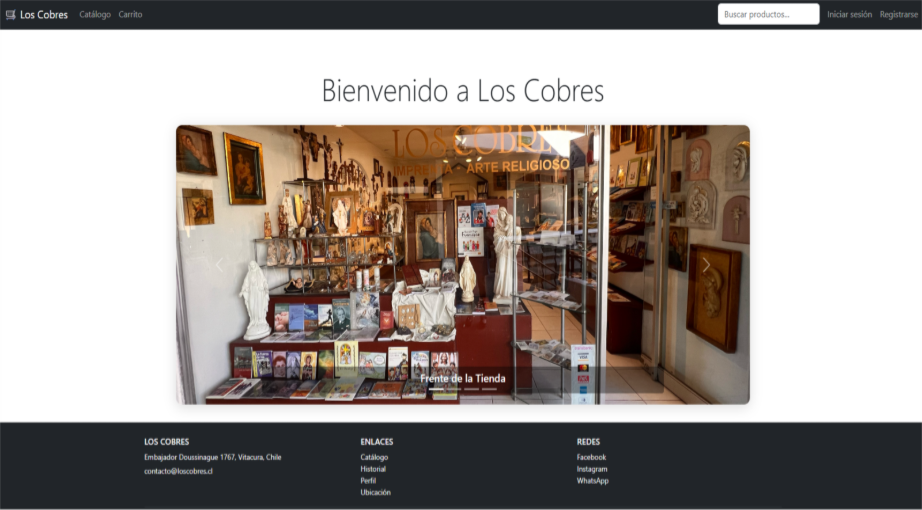 Los Cobres
Catálogo
Carrito
Buscar productos...
Iniciar sesión
Registrarse
Bienvenido a Los Cobres
LOS COBRES
ARTE RELIGIOSO
VISA
Frente de la Tienda
LOS COBRES
Embajador Doussinague 1767, Vitacura, Chile
contacto@loscobres.cl
ENLACES
Catálogo
Historial
Perfil
Ubicación
REDES
Facebook
Instagram
WhatsApp